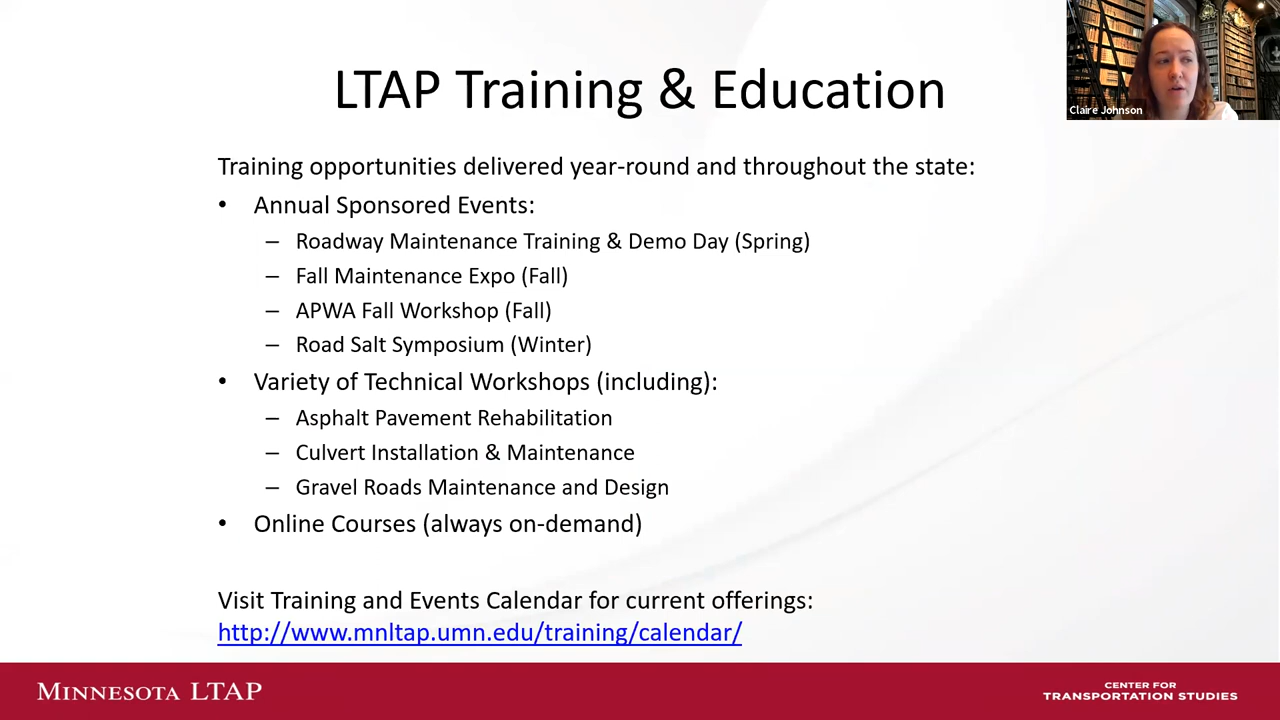 LTAP Training & Education
Claire Johnson
Training opportunities delivered year-round and throughout the state:
• Annual Sponsored Events:
– Roadway Maintenance Training & Demo Day (Spring)
– Fall Maintenance Expo (Fall)
– APWA Fall Workshop (Fall)
– Road Salt Symposium (Winter)
• Variety of Technical Workshops (including):
– Asphalt Pavement Rehabilitation
– Culvert Installation & Maintenance
– Gravel Roads Maintenance and Design
• Online Courses (always on-demand)
Visit Training and Events Calendar for current offerings:
http://www.mnltap.umn.edu/training/calendar/
MINNESOTA LTAP
CENTER FOR
TRANSPORTATION STUDIES